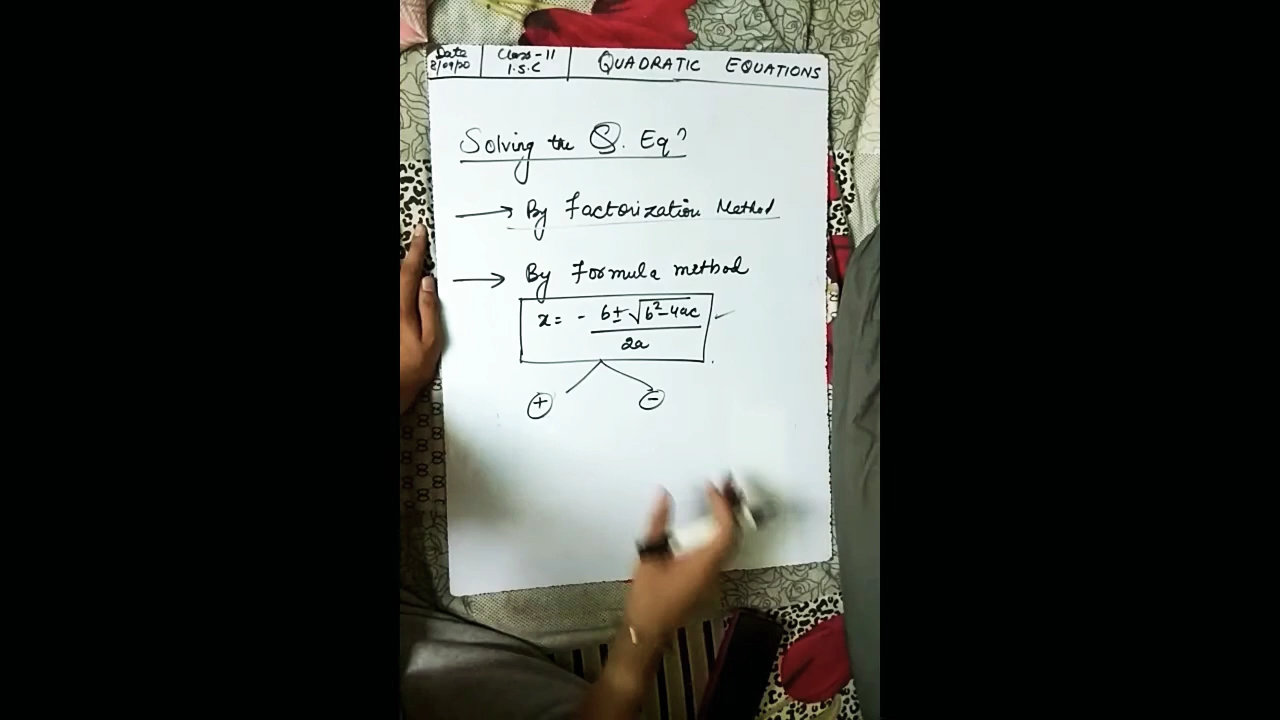 Date
2/09/20
Class-11
I.S.C
QUADRATIC EQUATIONS
Solving the Q. Eqn
→ By Factorization Method
→ By Formula method
x = - b ± √b²-4ac
2a
+ -